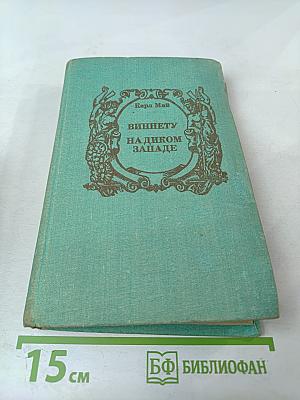 Карл Май
ВИННЕТУ
НА ДИКОМ
ЗАПАДЕ
15 см
БФ БИБЛИОФАН